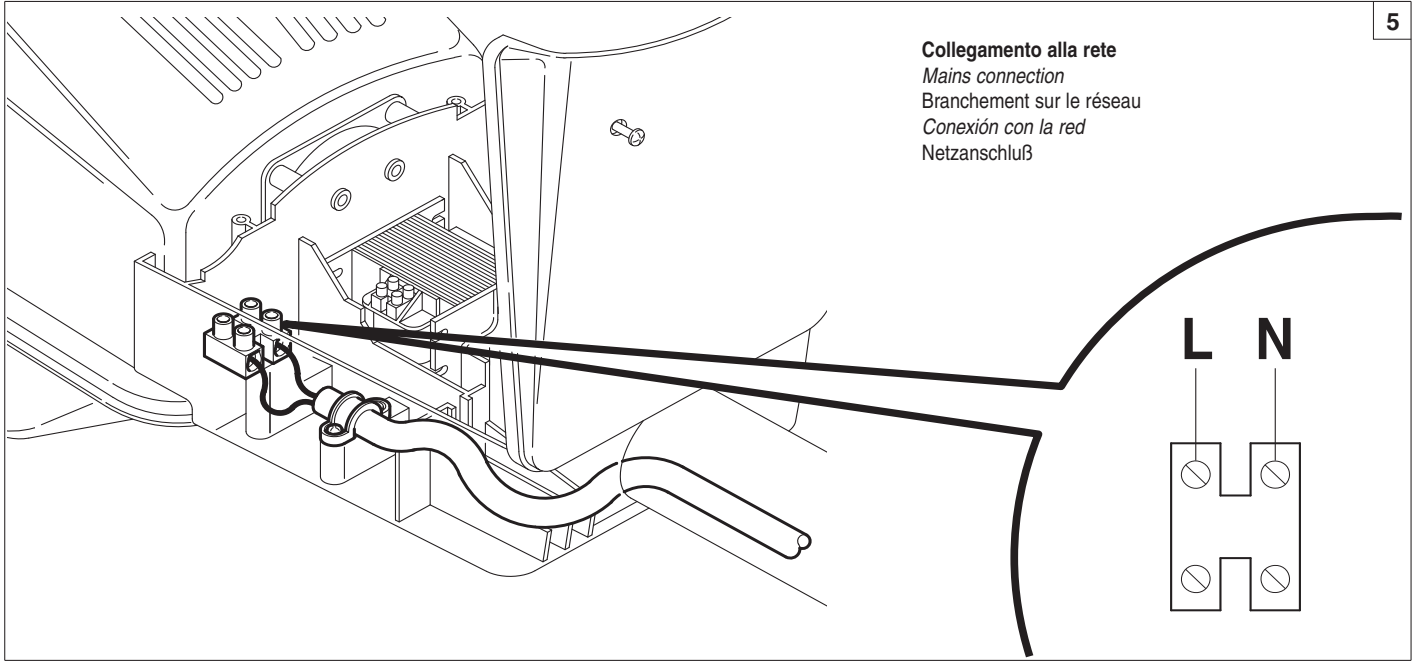 5
Collegamento alla rete
Mains connection
Branchement sur le réseau
Conexión con la red
Netzanschluß
L N